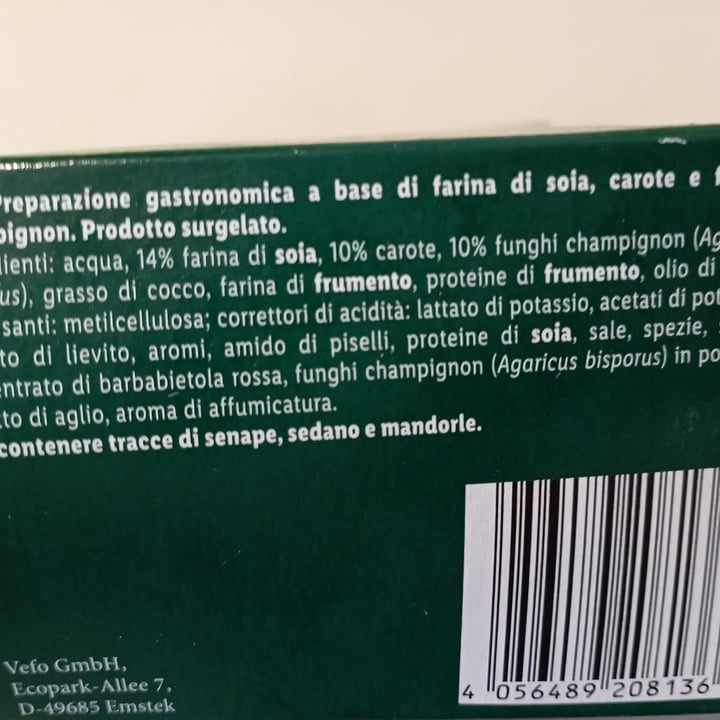 Preparazione gastronomica a base di farina di soia, carote e f
pignon. Prodotto surgelato.
lienti: acqua, 14% farina di soia, 10% carote, 10% funghi champignon (Ag
us), grasso di cocco, farina di frumento, proteine di frumento, olio di
santi: metilcellulosa; correttori di acidità: lattato di potassio, acetati di pot
to di lievito, aromi, amido di piselli, proteine di soia, sale, spezie,
entrato di barbabietola rossa, funghi champignon (Agaricus bisporus) in po
to di aglio, aroma di affumicatura.
contenere tracce di senape, sedano e mandorle.
Vefo GmbH,
Ecopark-Allee 7,
D-49685 Emstek
4 056489 208136